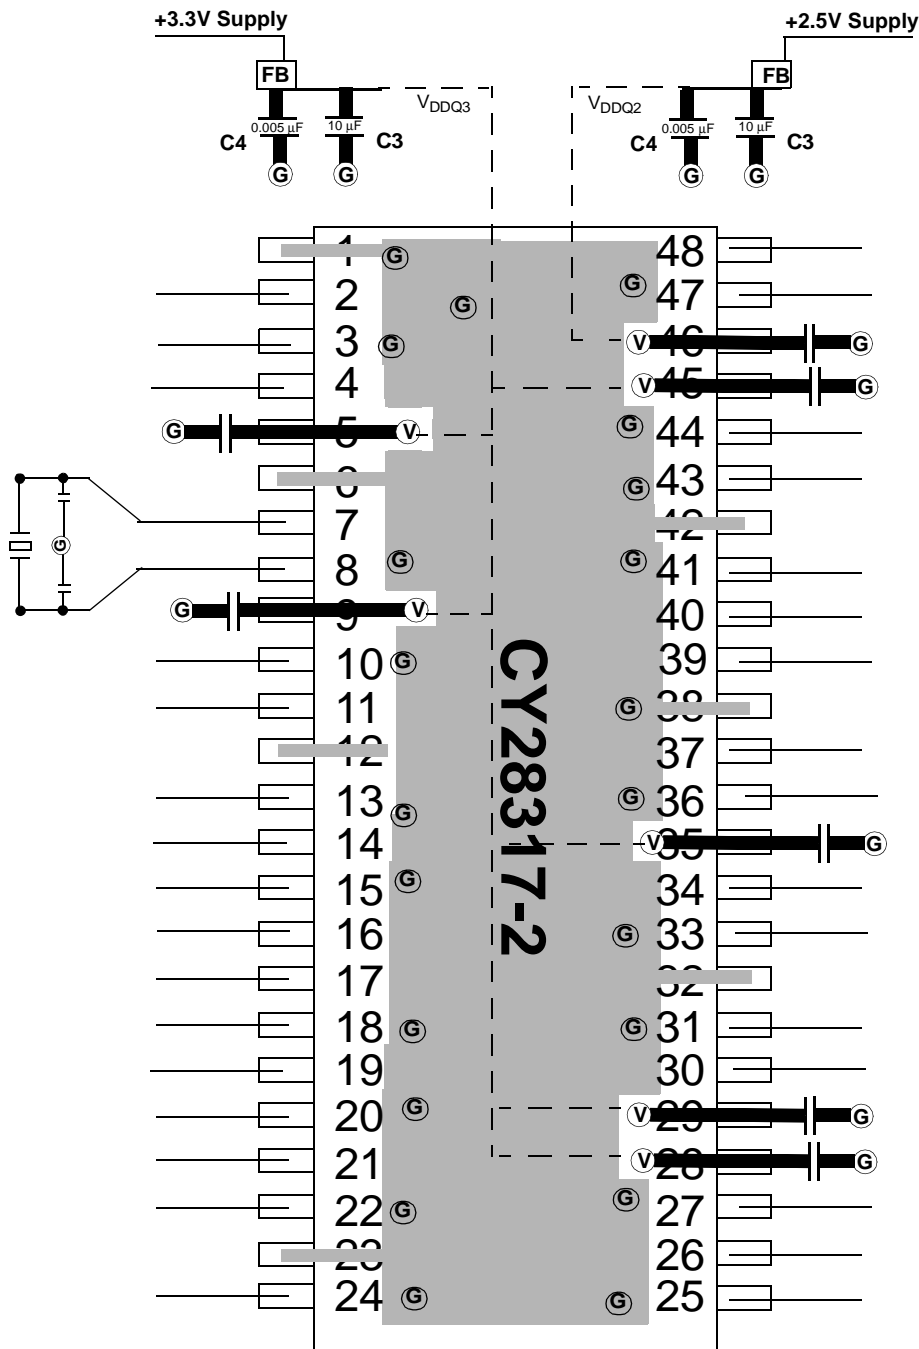 +3.3V Supply
+2.5V Supply
FB
FB
VDDQ3
VDDQ2
0.005 µF
10 µF
C4
C3
0.005 µF
10 µF
C4
C3
G
G
G
G
1
G
48
2
G
G
47
3
G
V
46
G
4
V
45
G
G
5
V
G
44
6
G
43
7
42
G
8
G
G
41
G
9
V
40
10
G
39
11
G
38
12
37
13
G
G
36
14
V
35
G
15
G
34
16
G
33
17
32
18
G
G
31
19
30
20
G
V
29
G
21
V
28
G
22
G
G
27
23
26
24
G
G
25
CY28317-2